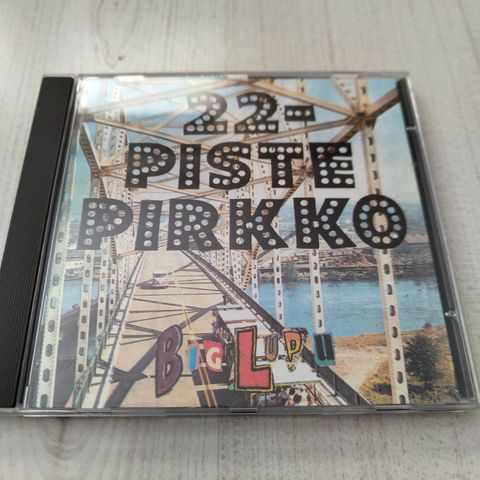 22-
PISTE
PIRKKO
BIG LUPU